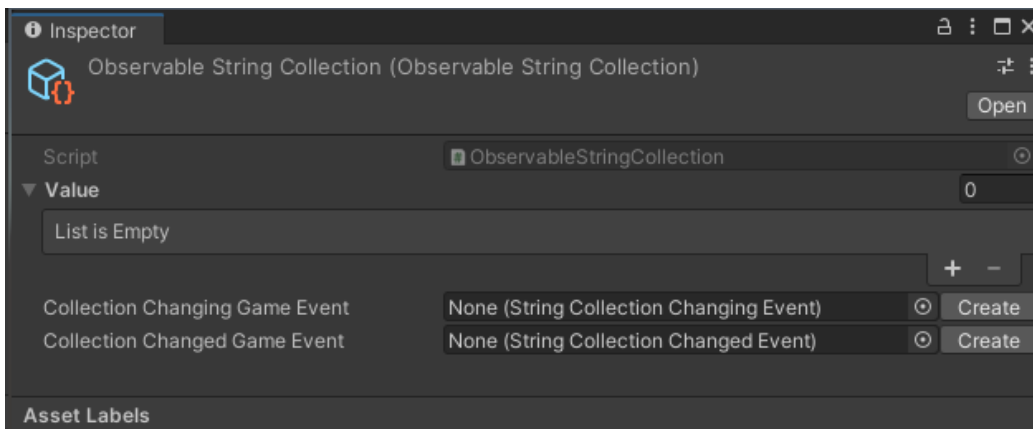 Inspector
Observable String Collection (Observable String Collection)
Open
Script ObservableStringCollection
Value 0
List is Empty
Collection Changing Game Event None (String Collection Changing Event) Create
Collection Changed Game Event None (String Collection Changed Event) Create
Asset Labels